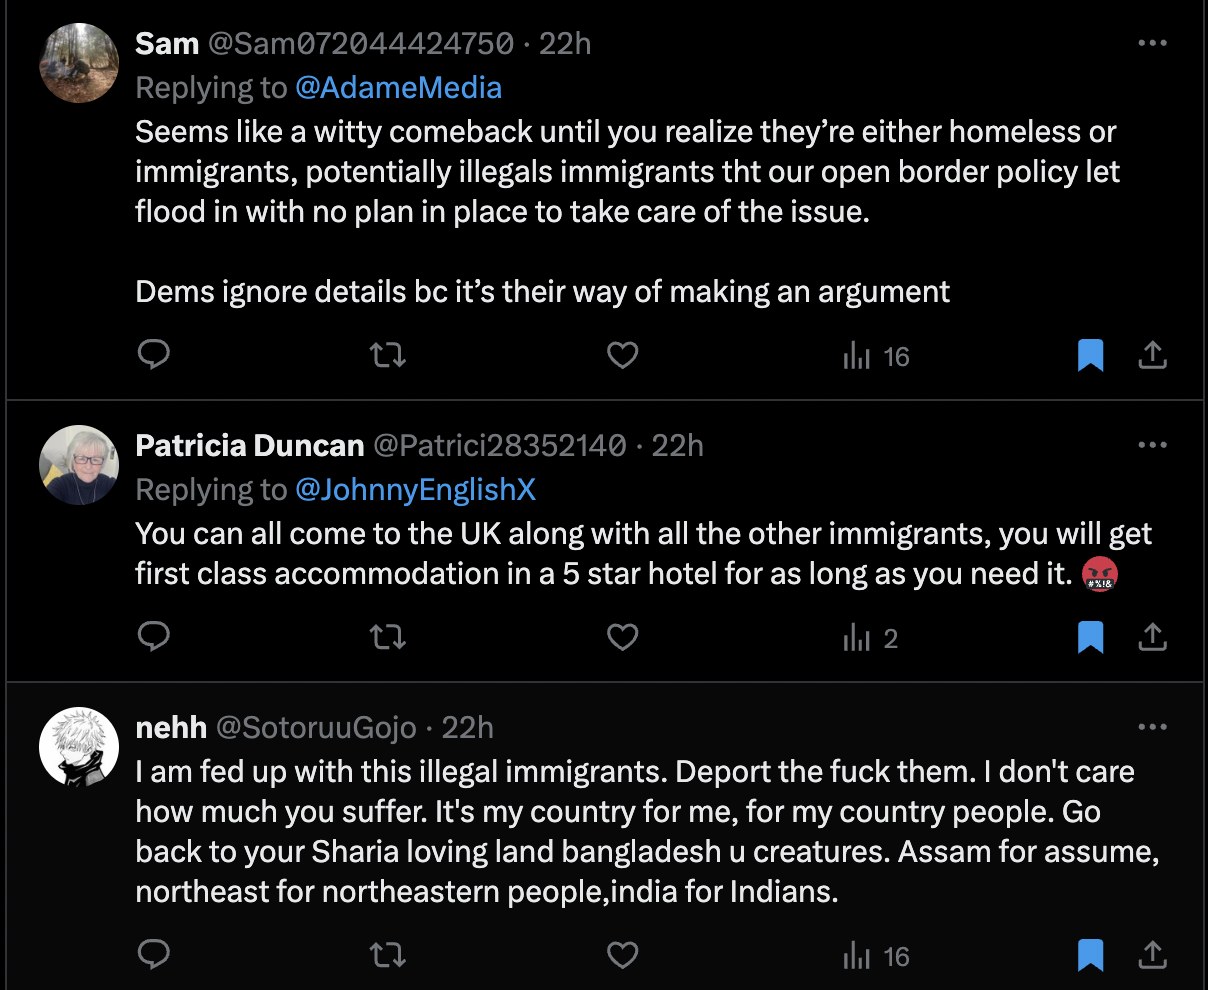 Sam @Sam072044424750 · 22h
Replying to @AdameMedia
Seems like a witty comeback until you realize they’re either homeless or
immigrants, potentially illegals immigrants tht our open border policy let
flood in with no plan in place to take care of the issue.
Dems ignore details bc it’s their way of making an argument
16
Patricia Duncan @Patrici28352140 · 22h
Replying to @JohnnyEnglishX
You can all come to the UK along with all the other immigrants, you will get
first class accommodation in a 5 star hotel for as long as you need it. 🤬
2
nehh @SotoruuGojo · 22h
I am fed up with this illegal immigrants. Deport the fuck them. I don't care
how much you suffer. It's my country for me, for my country people. Go
back to your Sharia loving land bangladesh u creatures. Assam for assume,
northeast for northeastern people,india for Indians.
16